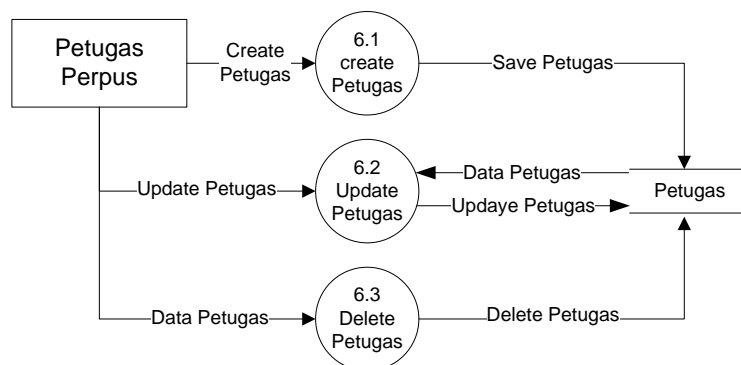 Petugas
Perpus
Create
Petugas
6.1
create
Petugas
Save Petugas
Update Petugas
6.2
Update
Petugas
Data Petugas
Updaye Petugas
Petugas
Data Petugas
6.3
Delete
Petugas
Delete Petugas